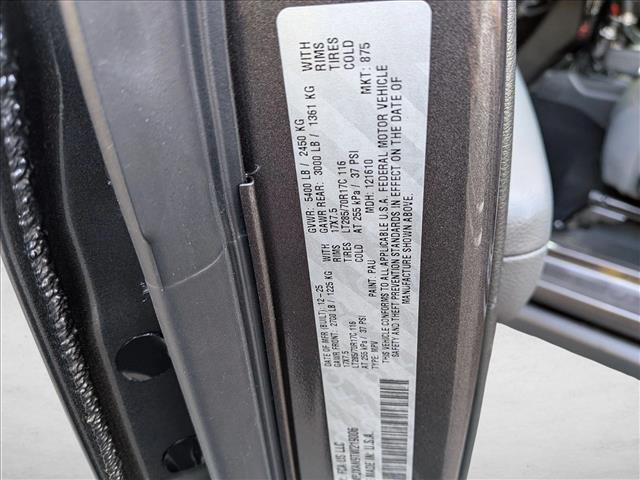 FCA US LLC
DATE OF MFR (BUILT): 12-25 GVWR: 5400 LB / 2450 KG
GAWR FRONT: 2700 LB / 1225 KG WITH GAWR REAR: 3000 LB / 1361 KG WITH
17X7.5 RIMS 17X7.5 RIMS
LT285/70R17C 116 TIRES LT285/70R17C 116 TIRES
AT 255 kPa / 37 PSI COLD AT 255 kPa / 37 PSI COLD
TYPE: MPV PAINT: PAU MDH: 121610 MKT: 875
THIS VEHICLE CONFORMS TO ALL APPLICABLE U.S.A. FEDERAL MOTOR VEHICLE
SAFETY AND THEFT PREVENTION STANDARDS IN EFFECT ON THE DATE OF
MANUFACTURE SHOWN ABOVE.
MADE IN: U.S.A.